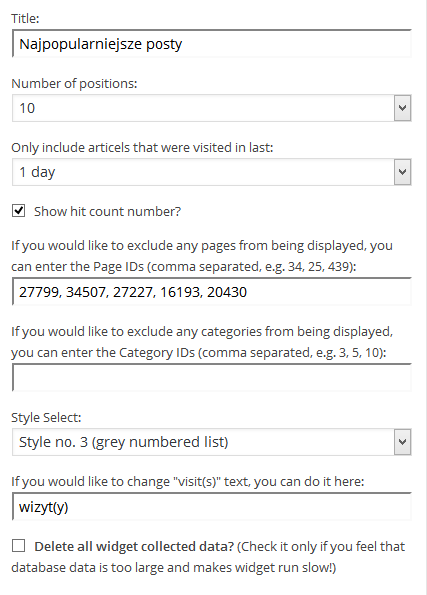 Title:
Najpopularniejsze posty
Number of positions:
10
Only include articels that were visited in last:
1 day
Show hit count number?
If you would like to exclude any pages from being displayed, you
can enter the Page IDs (comma separated, e.g. 34, 25, 439):
27799, 34507, 27227, 16193, 20430
If you would like to exclude any categories from being displayed,
you can enter the Category IDs (comma separated, e.g. 3, 5, 10):
Style Select:
Style no. 3 (grey numbered list)
If you would like to change "visit(s)" text, you can do it here:
wizyt(y)
Delete all widget collected data? (Check it only if you feel that
database data is too large and makes widget run slow!)